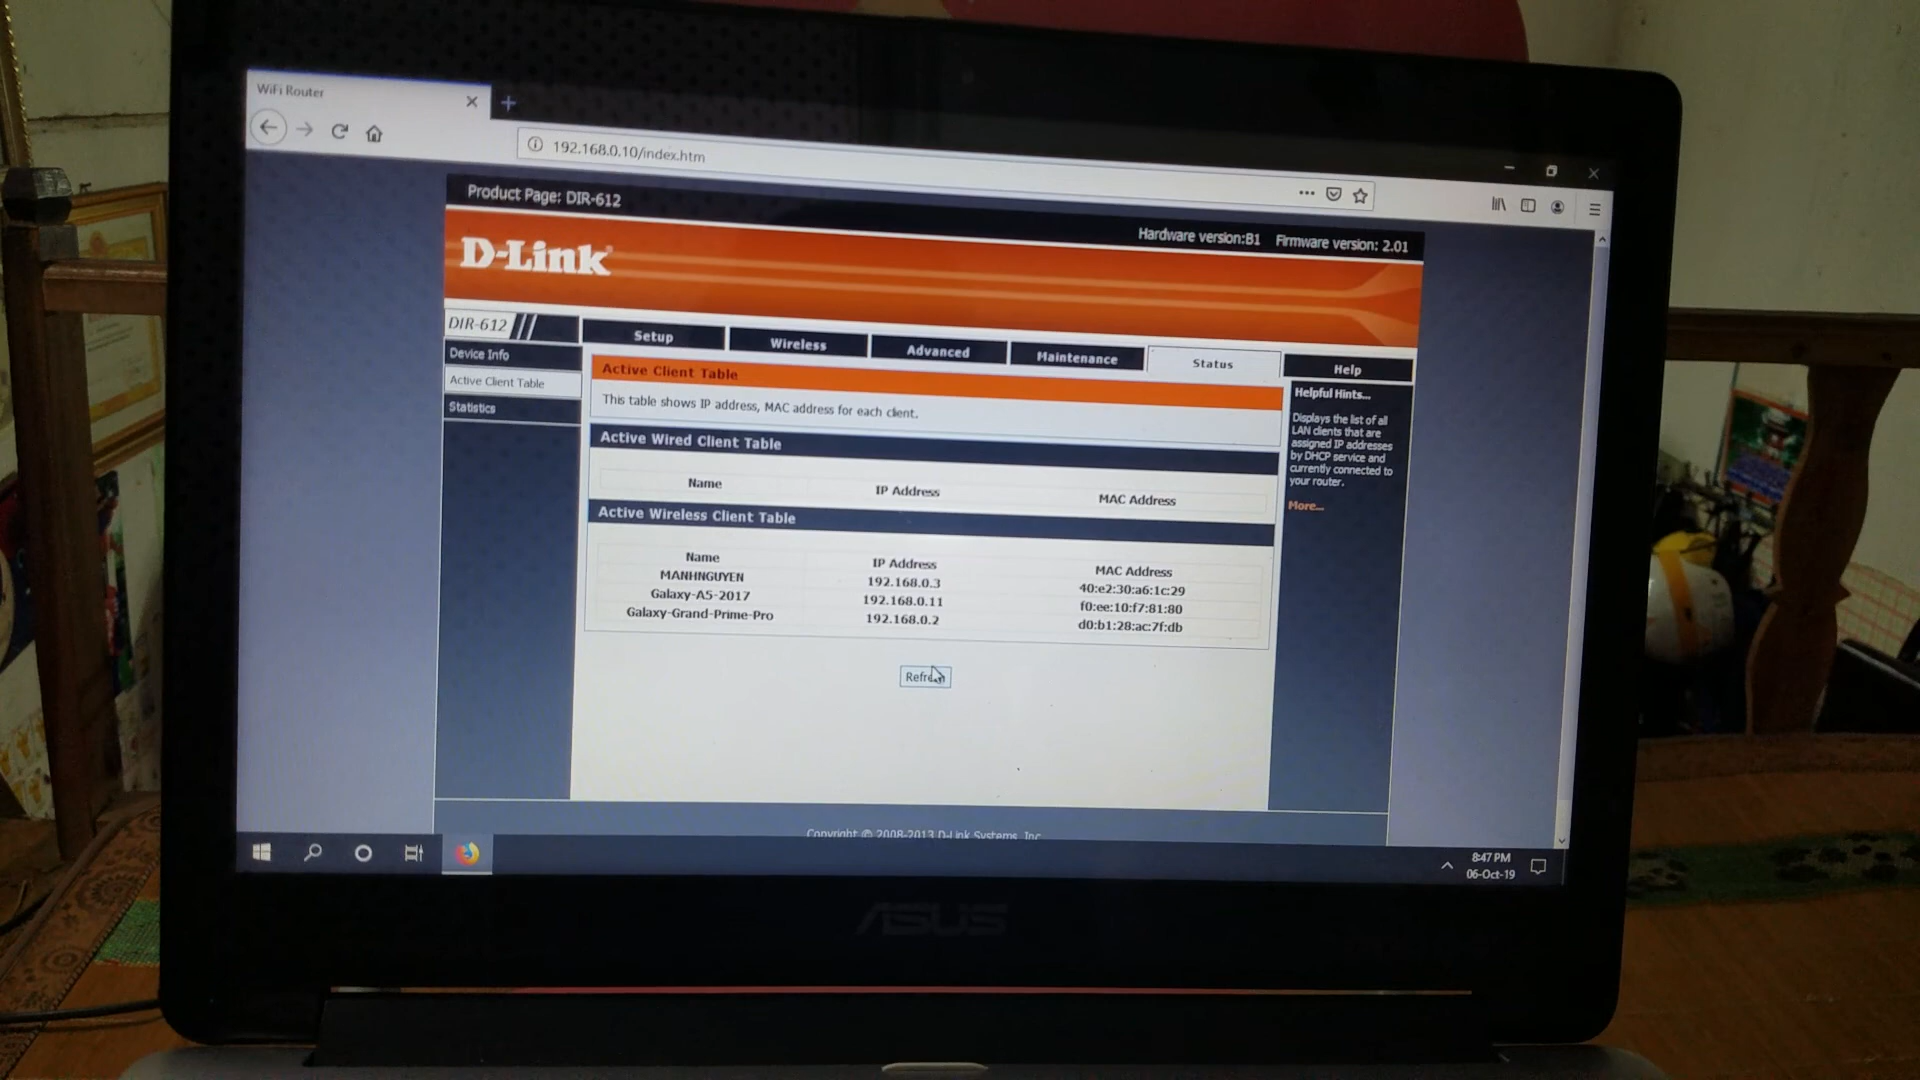 WiFi Router
192.168.0.10/index.htm
Product Page: DIR-612
Hardware version:B1 Firmware version: 2.01
D-Link
DIR-612
Setup
Wireless
Advanced
Maintenance
Status
Help
Device Info
Active Client Table
Statistics
Active Client Table
This table shows IP address, MAC address for each client.
Active Wired Client Table
Name IP Address MAC Address
Active Wireless Client Table
Name IP Address MAC Address
MANHNGUYEN 192.168.0.3 40:e2:30:a6:1c:29
Galaxy-A5-2017 192.168.0.11 f0:ee:10:f7:81:80
Galaxy-Grand-Prime-Pro 192.168.0.2 d0:b1:28:ac:7f:db
Helpful Hints...
Displays the list of all
LAN clients that are
assigned IP addresses
by DHCP service and
currently connected to
your router.
More...
Copyright © 2008-2013 D-Link Systems, Inc.
8:47 PM
06-Oct-19
ASUS